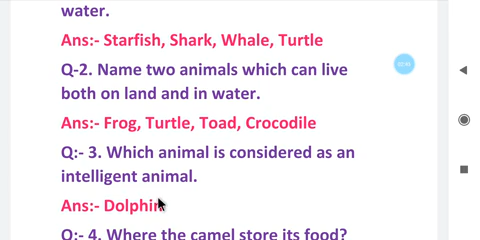 water.
Ans:- Starfish, Shark, Whale, Turtle
Q-2. Name two animals which can live
both on land and in water.
Ans:- Frog, Turtle, Toad, Crocodile
Q:- 3. Which animal is considered as an
intelligent animal.
Ans:- Dolphin
Q:- 4. Where the camel store its food?